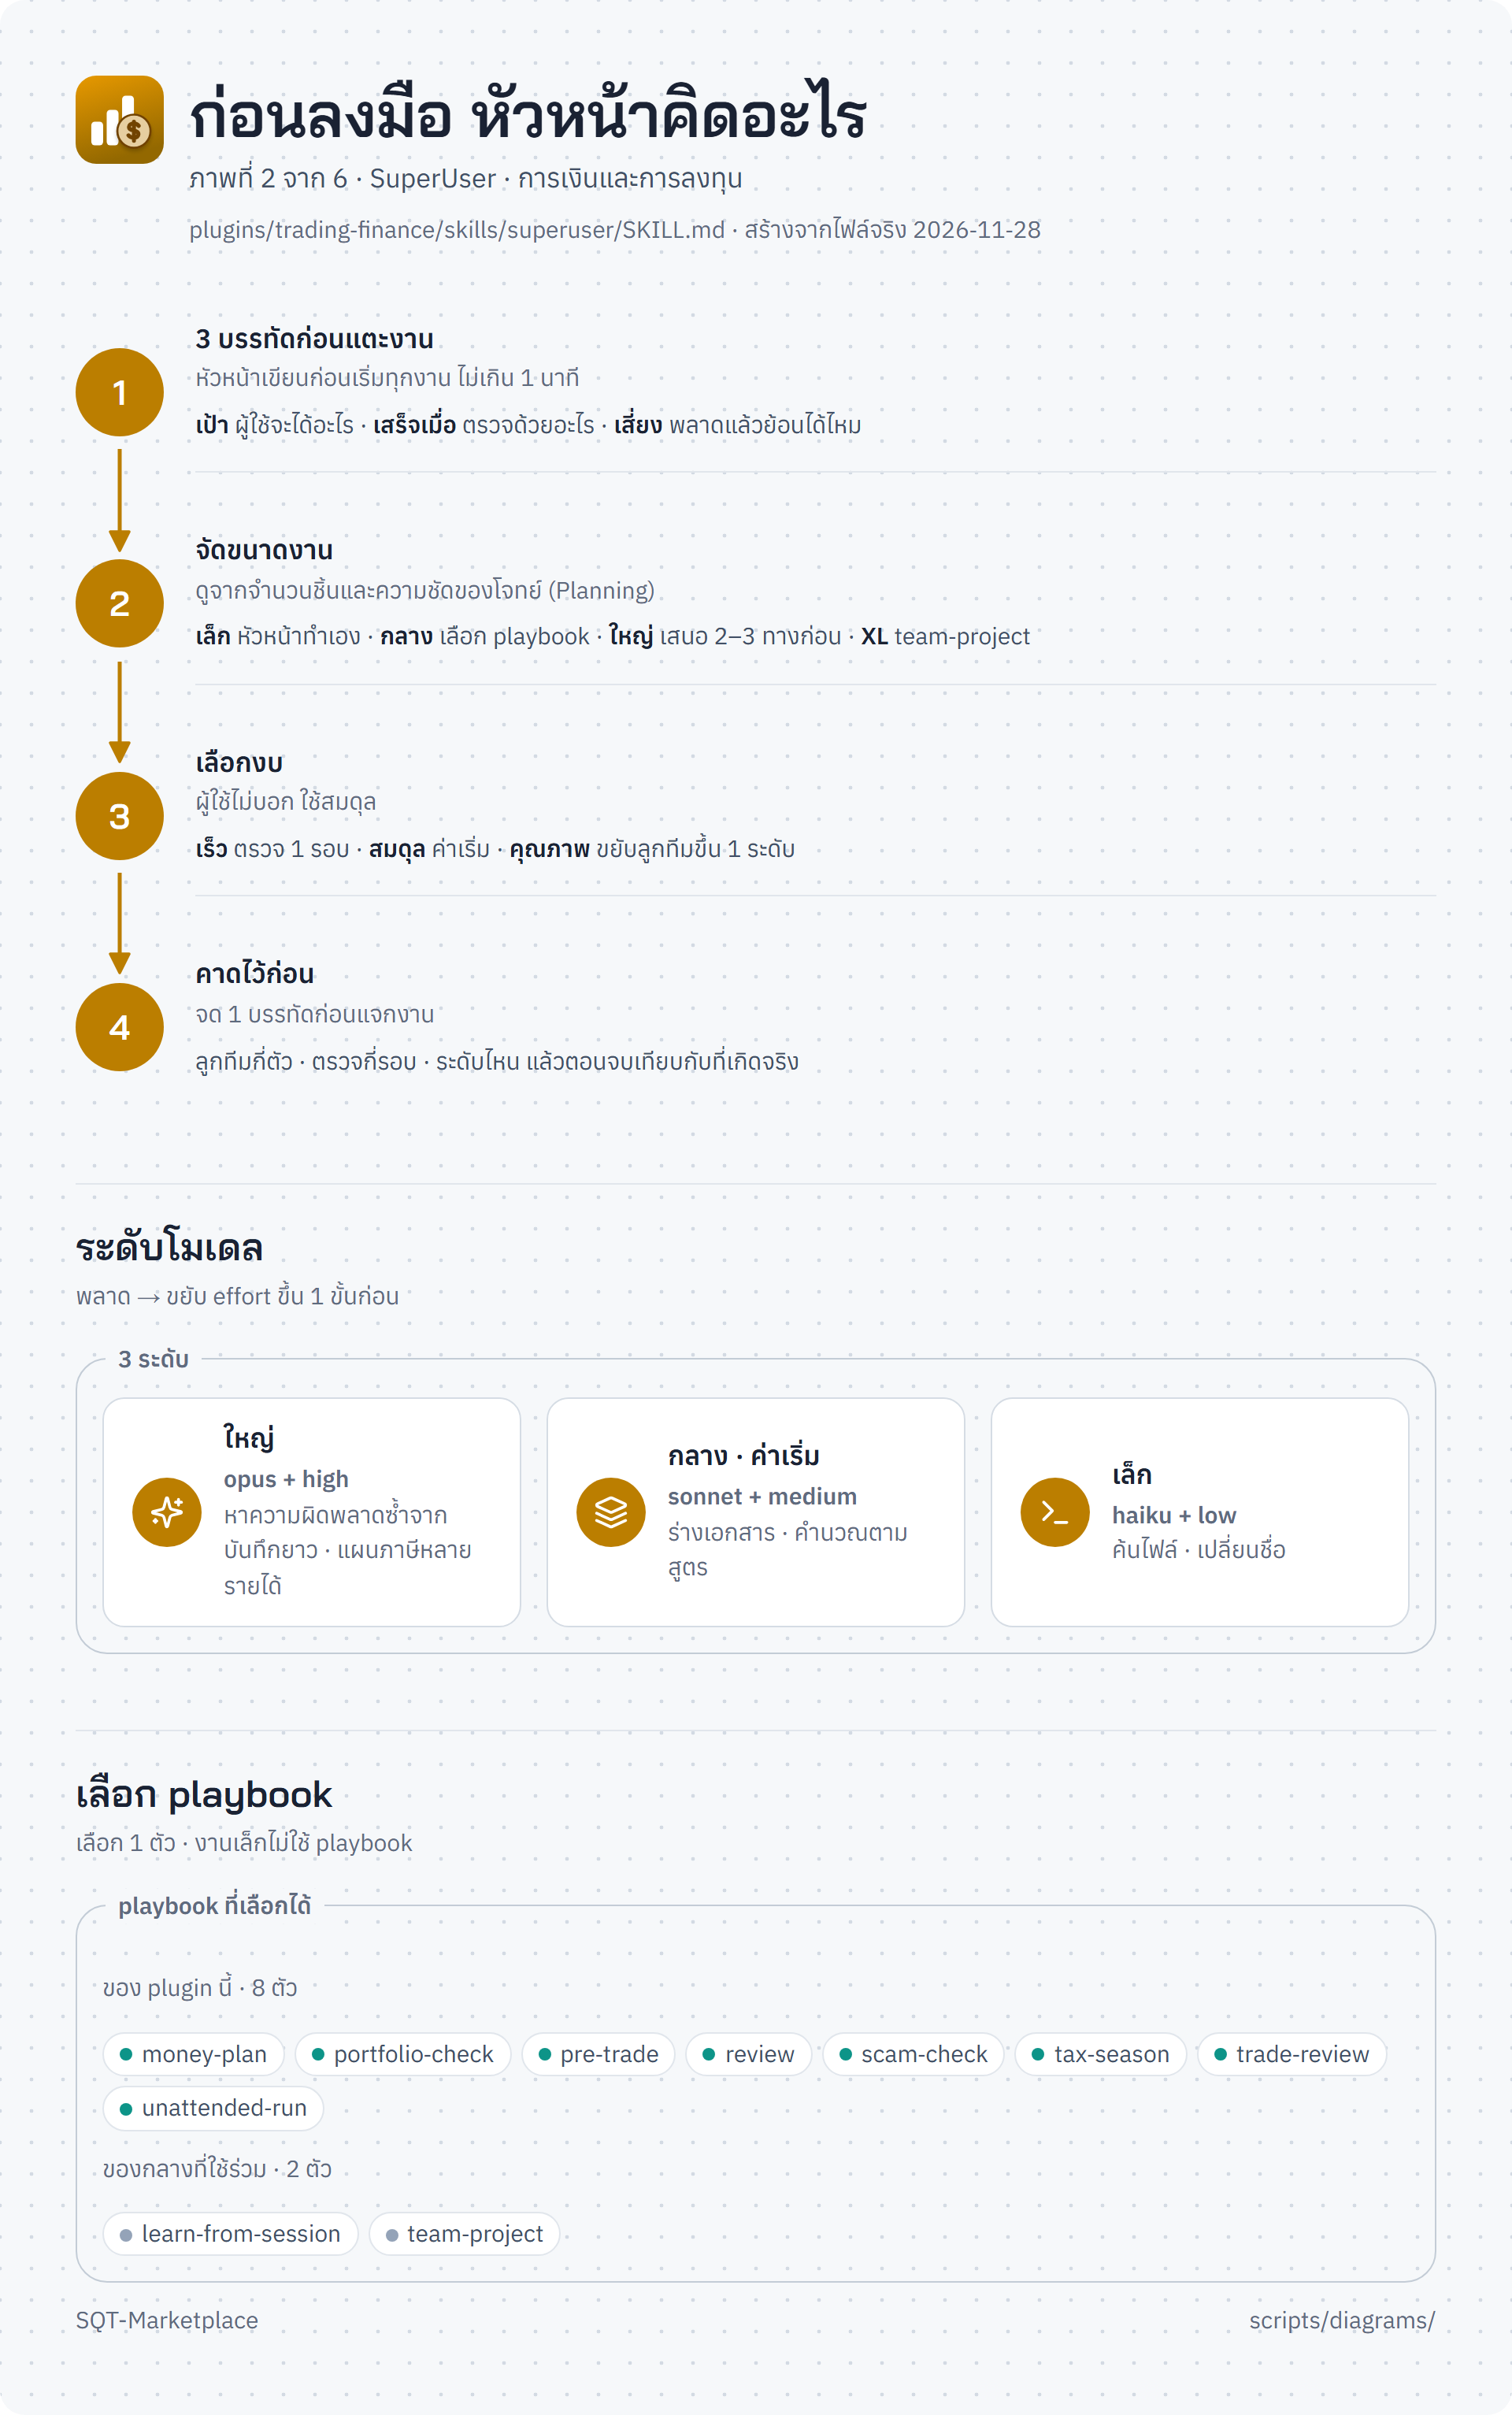 ก่อนลงมือ หัวหน้าคิดอะไร
ภาพที่ 2 จาก 6 · SuperUser · การเงินและการลงทุน
plugins/trading-finance/skills/superuser/SKILL.md · สร้างจากไฟล์จริง 2026-11-28
1
3 บรรทัดก่อนแตะงาน
หัวหน้าเขียนก่อนเริ่มทุกงาน ไม่เกิน 1 นาที
เป้า ผู้ใช้จะได้อะไร · เสร็จเมื่อ ตรวจด้วยอะไร · เสี่ยง พลาดแล้วย้อนได้ไหม
2
จัดขนาดงาน
ดูจากจำนวนชิ้นและความชัดของโจทย์ (Planning)
เล็ก หัวหน้าทำเอง · กลาง เลือก playbook · ใหญ่ เสนอ 2–3 ทางก่อน · XL team-project
3
เลือกงบ
ผู้ใช้ไม่บอก ใช้สมดุล
เร็ว ตรวจ 1 รอบ · สมดุล ค่าเริ่ม · คุณภาพ ขยับลูกทีมขึ้น 1 ระดับ
4
คาดไว้ก่อน
จด 1 บรรทัดก่อนแจกงาน
ลูกทีมกี่ตัว · ตรวจกี่รอบ · ระดับไหน แล้วตอนจบเทียบกับที่เกิดจริง
ระดับโมเดล
พลาด → ขยับ effort ขึ้น 1 ขั้นก่อน
3 ระดับ
ใหญ่
opus + high
หาความผิดพลาดซ้ำจาก
บันทึกยาว · แผนภาษีหลาย
รายได้
กลาง · ค่าเริ่ม
sonnet + medium
ร่างเอกสาร · คำนวณตาม
สูตร
เล็ก
haiku + low
ค้นไฟล์ · เปลี่ยนชื่อ
เลือก playbook
เลือก 1 ตัว · งานเล็กไม่ใช้ playbook
playbook ที่เลือกได้
ของ plugin นี้ · 8 ตัว
money-plan portfolio-check pre-trade review scam-check tax-season trade-review
unattended-run
ของกลางที่ใช้ร่วม · 2 ตัว
learn-from-session team-project
SQT-Marketplace scripts/diagrams/